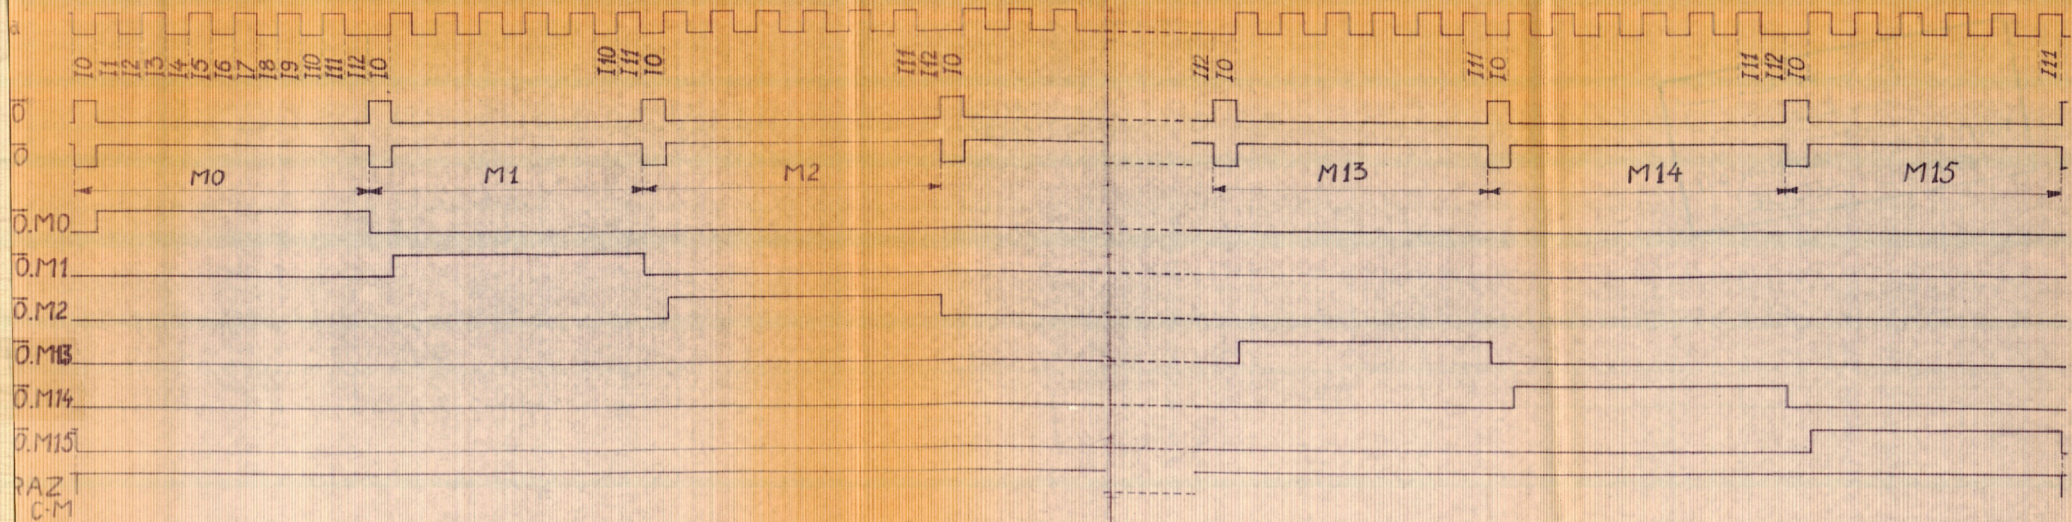 a
I0 I1 I2 I3 I4 I5 I6 I7 I8 I9 I10 I11 I12 I0 I10 I11 I0 I11 I12 I0 I12 I0 I11 I0 I11 I12 I0 I11
O
O̅
M0 M1 M2 M13 M14 M15
O̅.M0
O̅.M1
O̅.M2
O̅.M13
O̅.M14
O̅.M15
RAZ
C-M